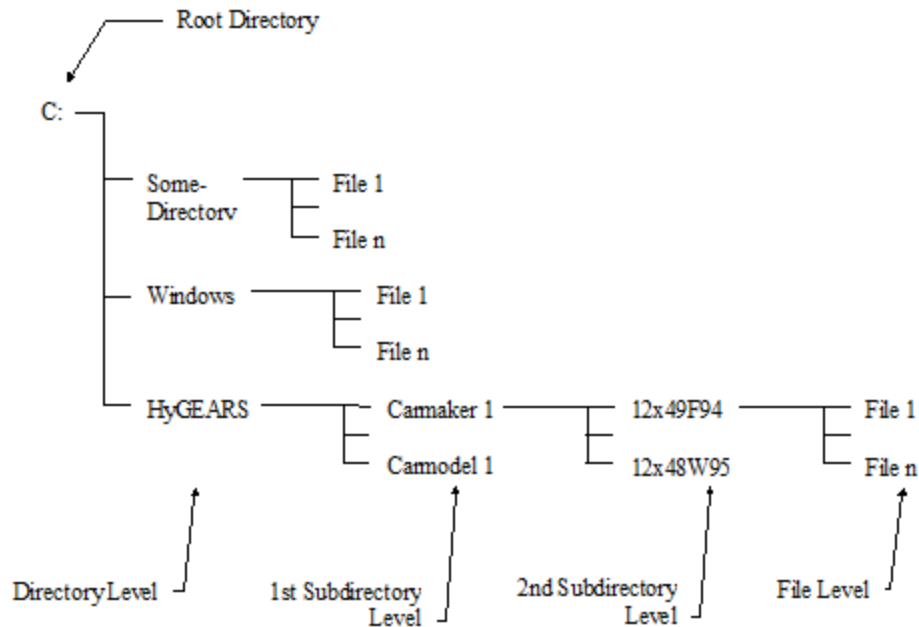 Root Directory
C:
Some-
Directory
File 1
File n
Windows
File 1
File n
HyGEARS
Carmaker 1
12x49F94
File 1
Carmodel 1
12x48W95
File n
Directory Level
1st Subdirectory
Level
2nd Subdirectory
Level
File Level